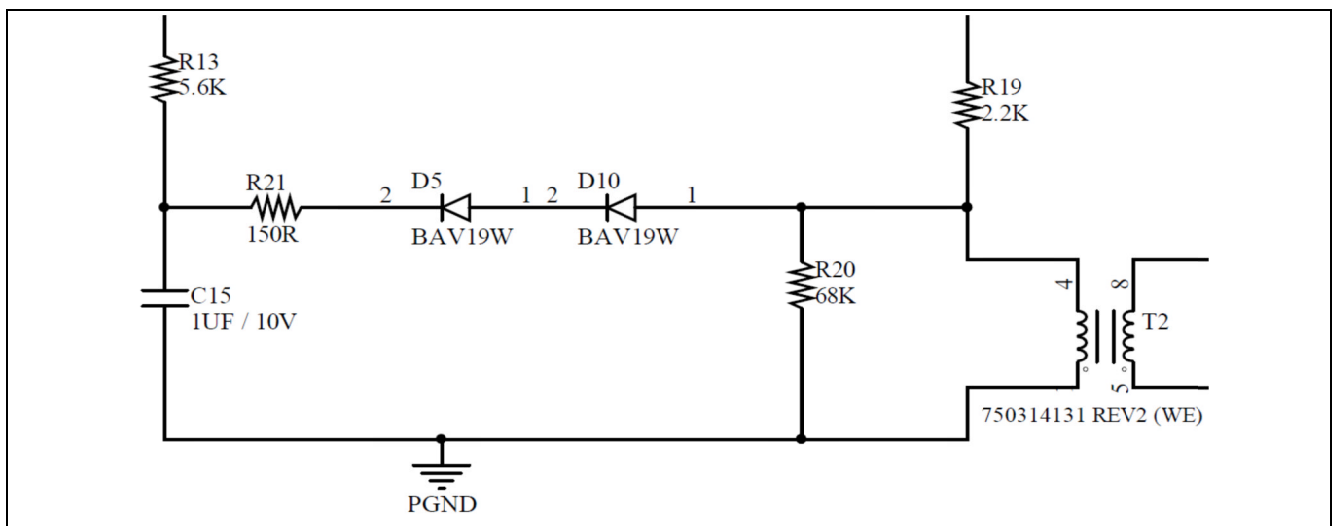 R13
5.6K
R19
2.2K
R21
150R
2
D5
BAV19W
1
2
D10
BAV19W
1
R20
68K
C15
1UF / 10V
4
8
T2
5
750314131 REV2 (WE)
PGND